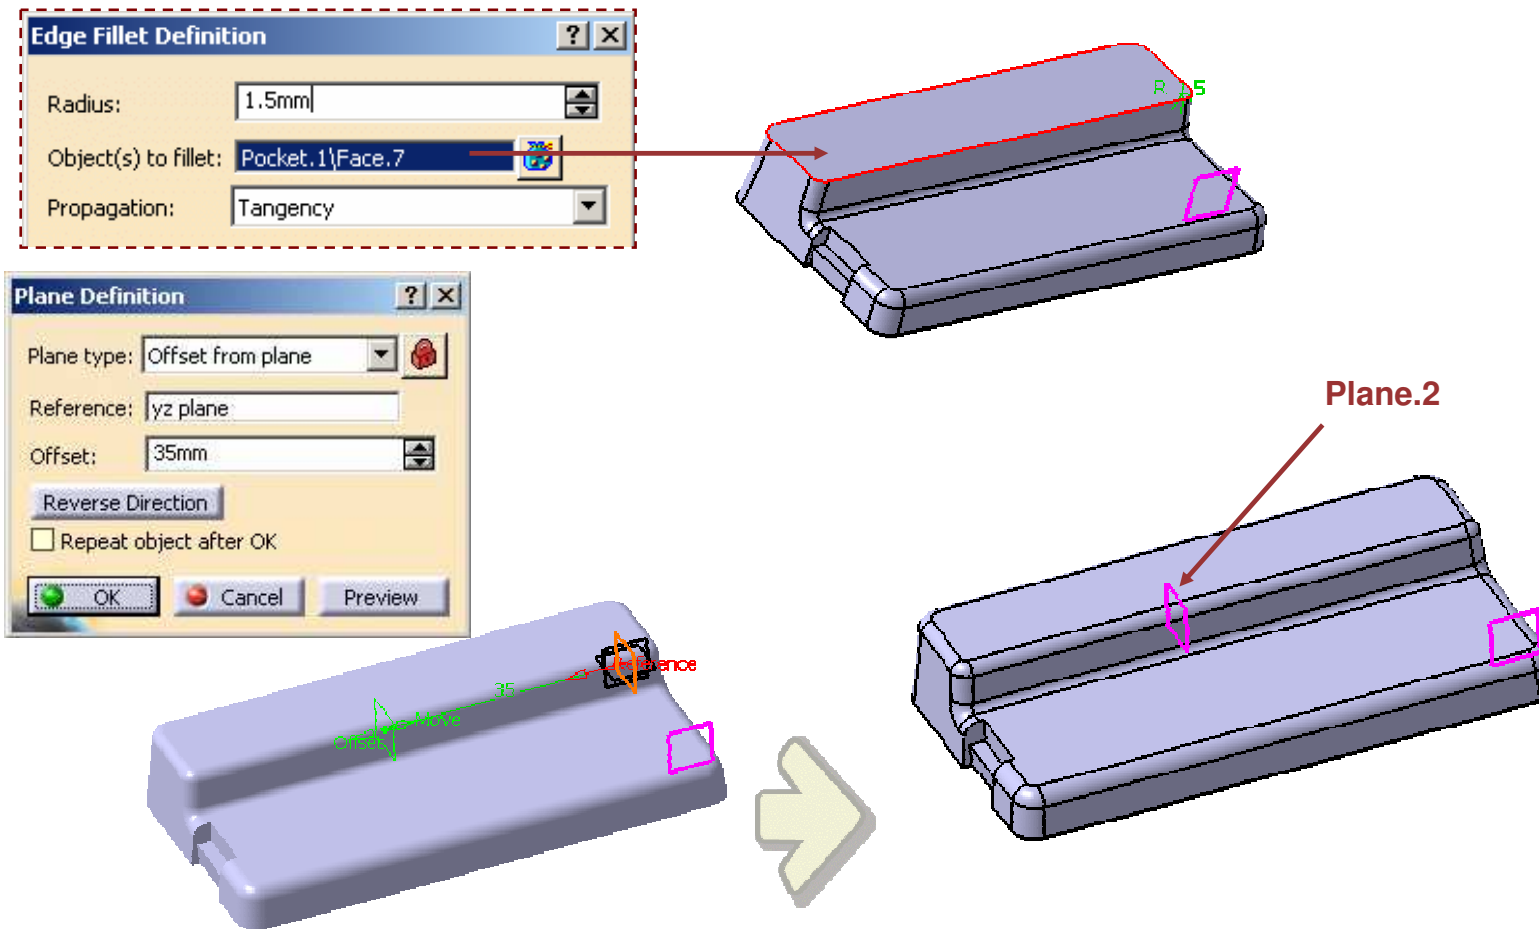 Edge Fillet Definition
Radius: 1.5mm
Object(s) to fillet: Pocket.1\Face.7
Propagation: Tangency
Plane Definition
Plane type: Offset from plane
Reference: yz plane
Offset: 35mm
Reverse Direction
Repeat object after OK
OK Cancel Preview
Plane.2
35
Move
Offset